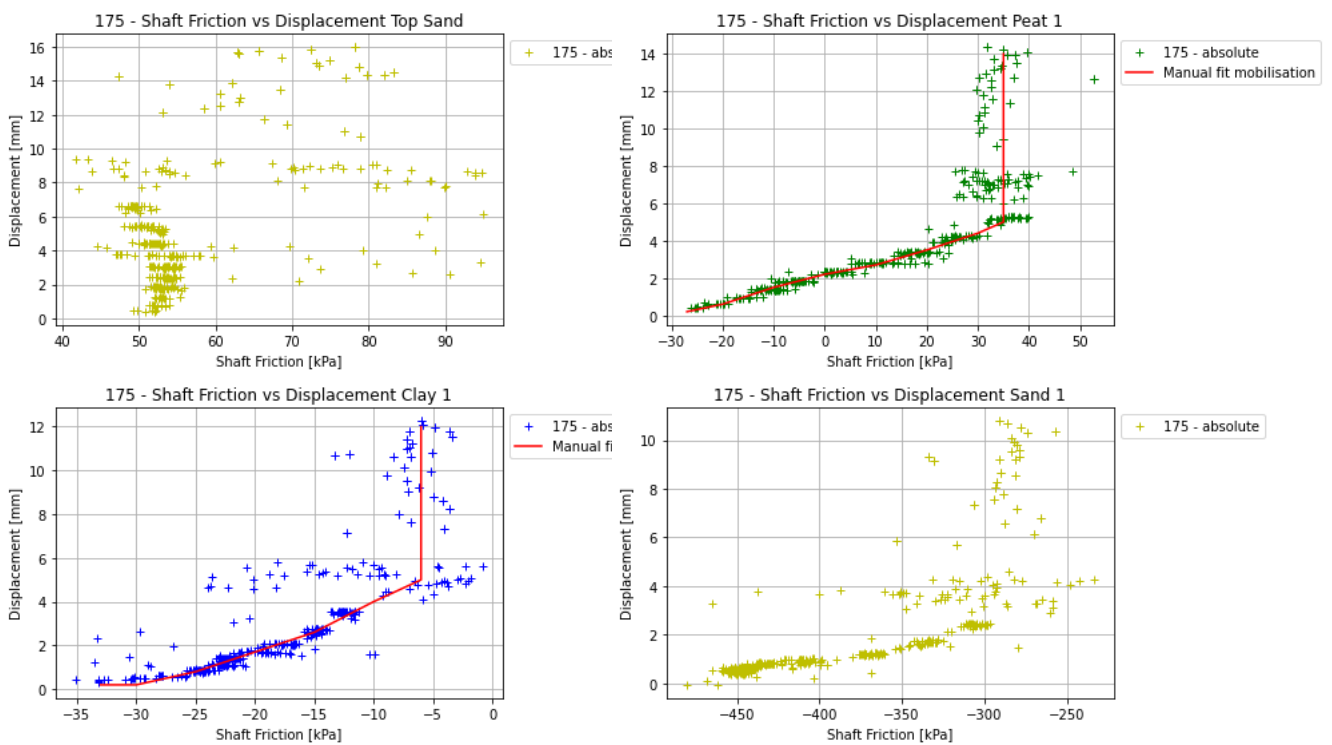 175 - Shaft Friction vs Displacement Top Sand
16
14
12
10
8
6
4
2
0
Displacement [mm]
40 50 60 70 80 90
Shaft Friction [kPa]
175 - abs
175 - Shaft Friction vs Displacement Peat 1
14
12
10
8
6
4
2
0
Displacement [mm]
−30 −20 −10 0 10 20 30 40 50
Shaft Friction [kPa]
175 - absolute
Manual fit mobilisation
175 - Shaft Friction vs Displacement Clay 1
12
10
8
6
4
2
0
Displacement [mm]
−35 −30 −25 −20 −15 −10 −5 0
Shaft Friction [kPa]
175 - abs
Manual fi
175 - Shaft Friction vs Displacement Sand 1
10
8
6
4
2
0
Displacement [mm]
−450 −400 −350 −300 −250
Shaft Friction [kPa]
175 - absolute